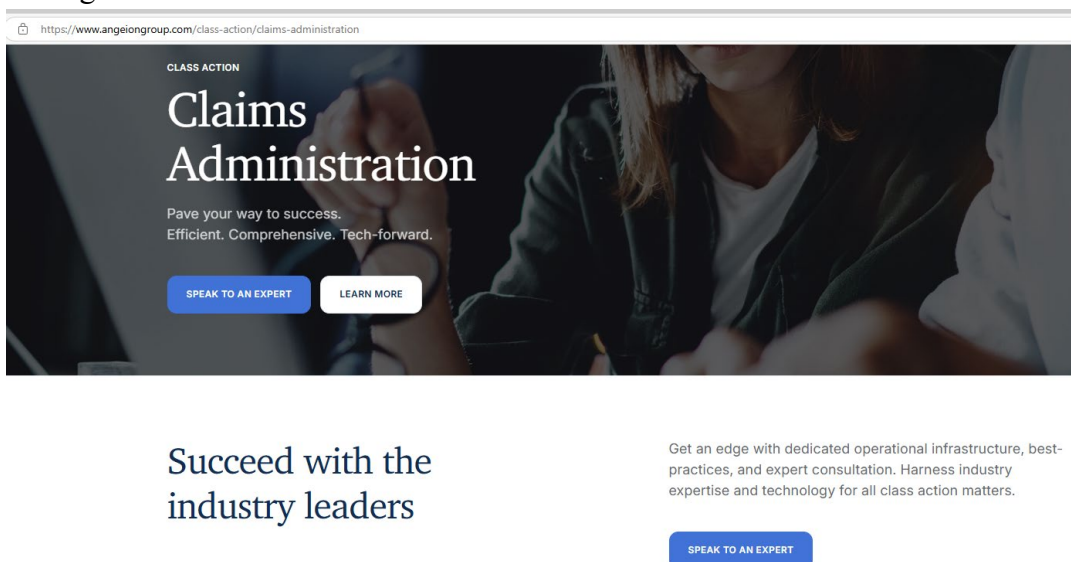 https://www.angeiongroup.com/class-action/claims-administration
CLASS ACTION
Claims
Administration
Pave your way to success.
Efficient. Comprehensive. Tech-forward.
SPEAK TO AN EXPERT
LEARN MORE
Succeed with the
industry leaders
Get an edge with dedicated operational infrastructure, best-
practices, and expert consultation. Harness industry
expertise and technology for all class action matters.
SPEAK TO AN EXPERT